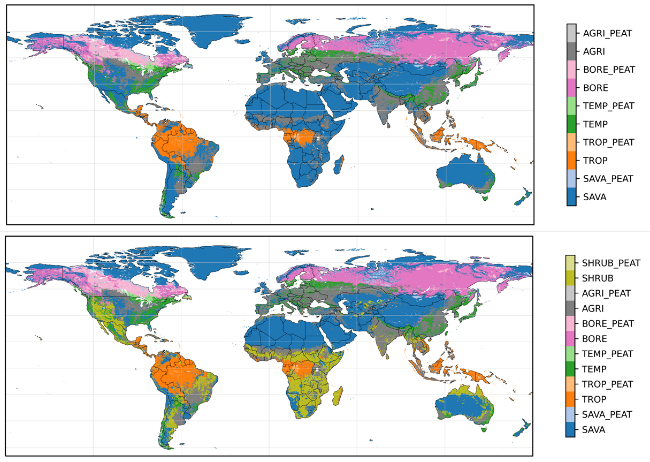 AGRI_PEAT
AGRI
BORE_PEAT
BORE
TEMP_PEAT
TEMP
TROP_PEAT
TROP
SAVA_PEAT
SAVA
SHRUB_PEAT
SHRUB
AGRI_PEAT
AGRI
BORE_PEAT
BORE
TEMP_PEAT
TEMP
TROP_PEAT
TROP
SAVA_PEAT
SAVA